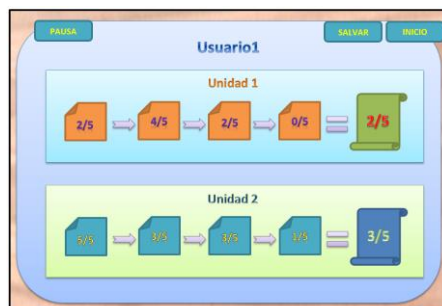 PAUSA SALVAR INICIO
Usuario1
Unidad 1
2/5 4/5 2/5 0/5 2/5
Unidad 2
5/5 3/5 3/5 1/5 3/5